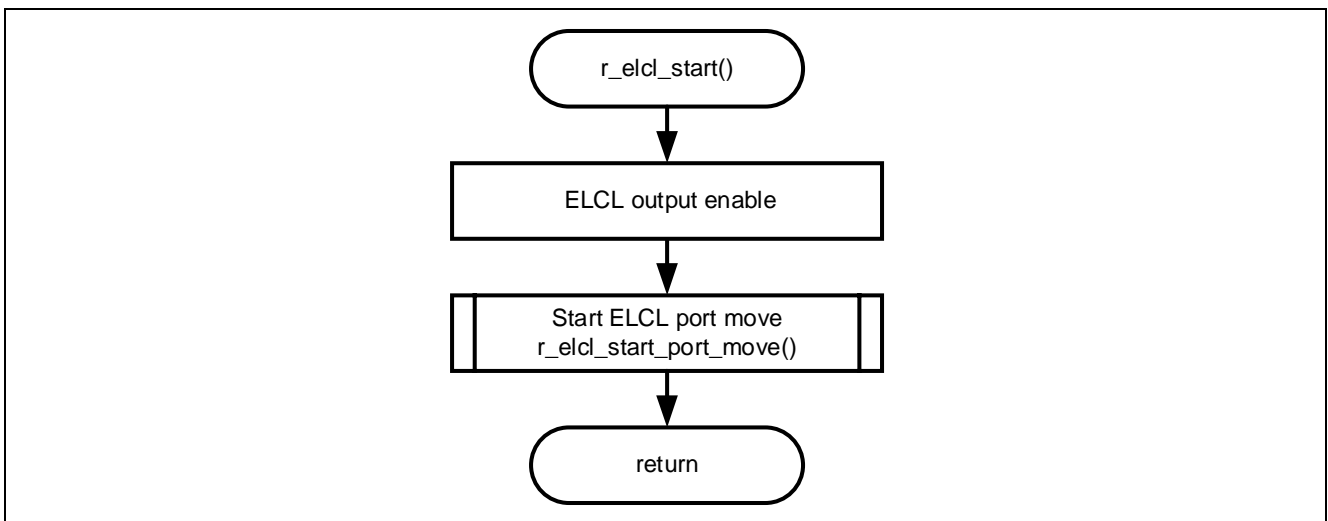 r_elcl_start()
ELCL output enable
Start ELCL port move
r_elcl_start_port_move()
return